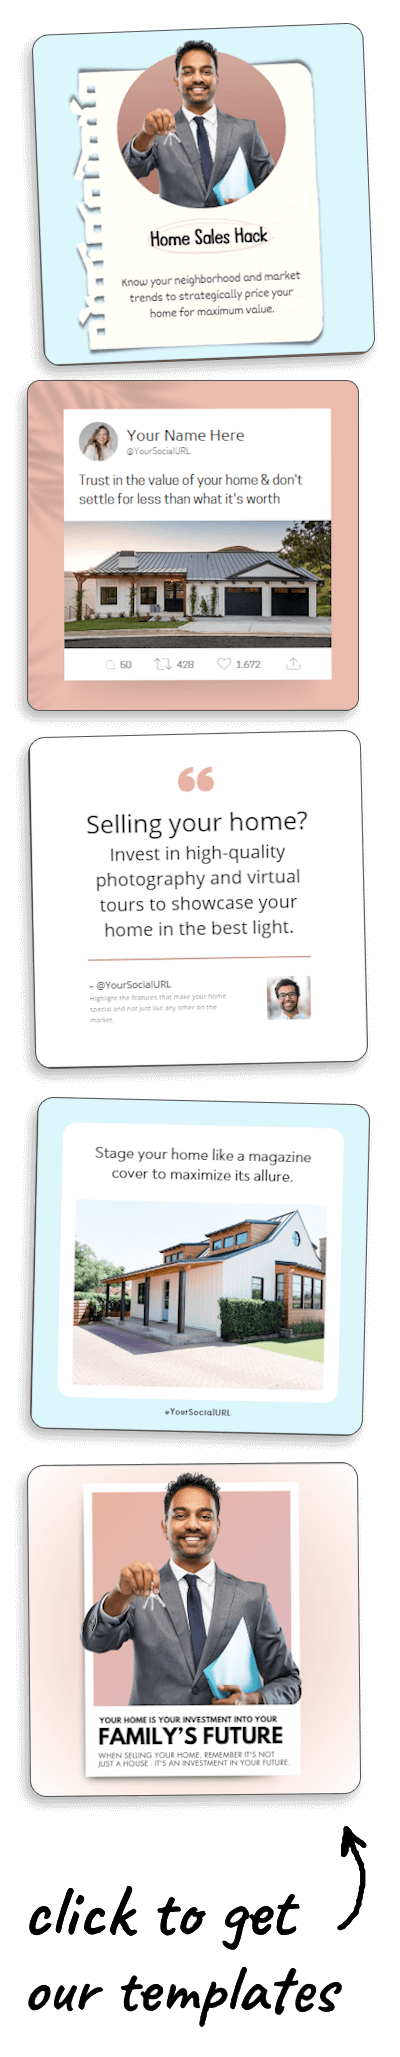 Home Sales Hack
Know your neighborhood and market
trends to strategically price your
home for maximum value.
Your Name Here
@YourSocialURL
Trust in the value of your home & don't
settle for less than what it's worth
50 428 1.672
Selling your home?
Invest in high-quality
photography and virtual
tours to showcase your
home in the best light.
– @YourSocialURL
Highlight the features that make your home
special and not just like any other on the
market.
Stage your home like a magazine
cover to maximize its allure.
@YourSocialURL
YOUR HOME IS YOUR INVESTMENT INTO YOUR
FAMILY'S FUTURE
WHEN SELLING YOUR HOME, REMEMBER IT'S NOT
JUST A HOUSE - IT'S AN INVESTMENT IN YOUR FUTURE.
click to get
our templates